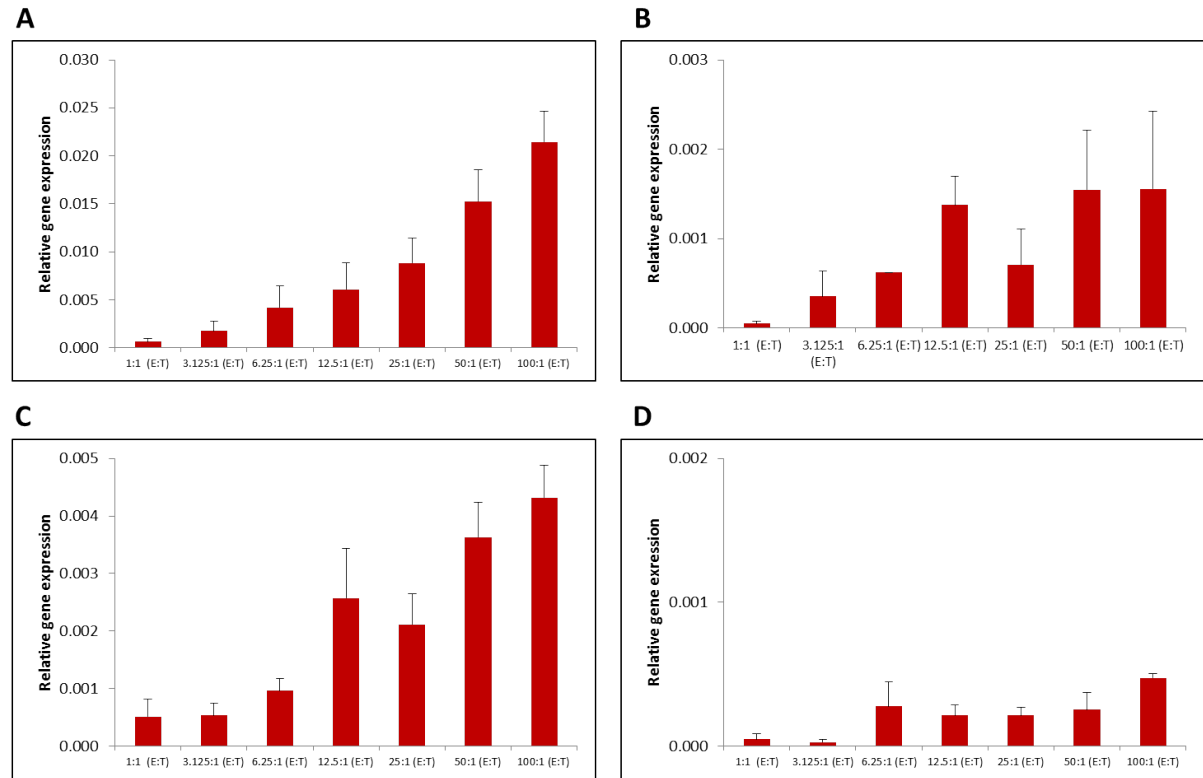 A
Relative gene expression
0.030
0.025
0.020
0.015
0.010
0.005
0.000
1:1 (E:T) 3.125:1 (E:T) 6.25:1 (E:T) 12.5:1 (E:T) 25:1 (E:T) 50:1 (E:T) 100:1 (E:T)
B
Relative gene expression
0.003
0.002
0.001
0.000
1:1 (E:T) 3.125:1 6.25:1 (E:T) 12.5:1 (E:T) 25:1 (E:T) 50:1 (E:T) 100:1 (E:T)
(E:T)
C
Relative gene expression
0.005
0.004
0.003
0.002
0.001
0.000
1:1 (E:T) 3.125:1 (E:T) 6.25:1 (E:T) 12.5:1 (E:T) 25:1 (E:T) 50:1 (E:T) 100:1 (E:T)
D
Relative gene exression
0.002
0.001
0.000
1:1 (E:T) 3.125:1 (E:T) 6.25:1 (E:T) 12.5:1 (E:T) 25:1 (E:T) 50:1 (E:T) 100:1 (E:T)